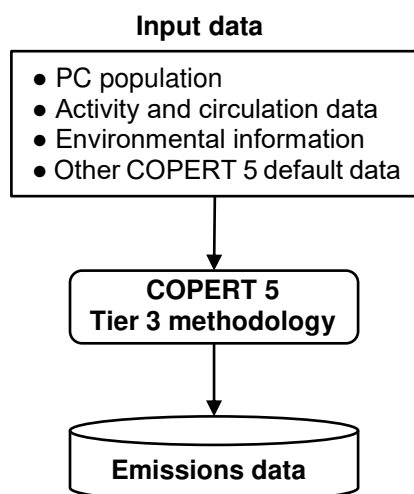 Input data
● PC population
● Activity and circulation data
● Environmental information
● Other COPERT 5 default data
COPERT 5
Tier 3 methodology
Emissions data